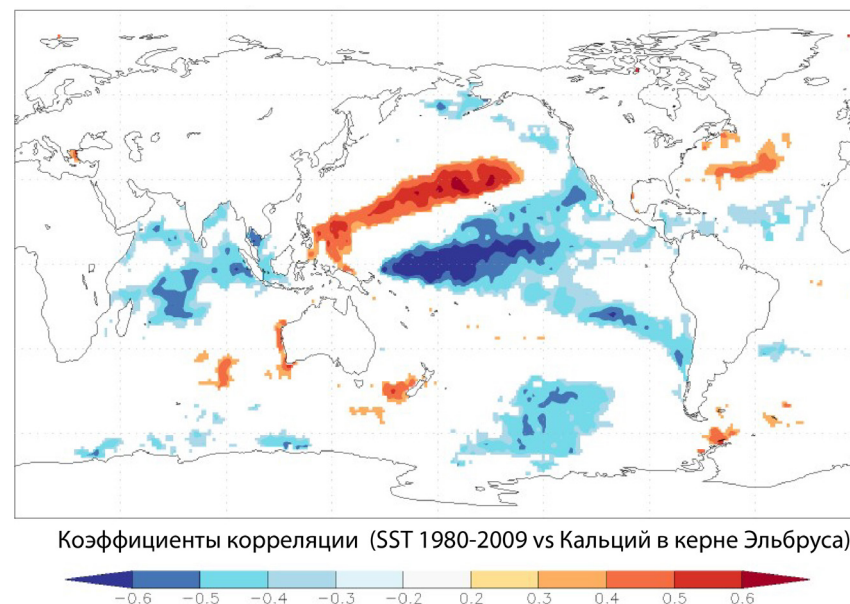 Коэффициенты корреляции (SST 1980-2009 vs Кальций в керне Эльбруса)
-0.6 -0.5 -0.4 -0.3 -0.2 0.2 0.3 0.4 0.5 0.6